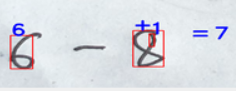 6 +1 = 7
6 - 8